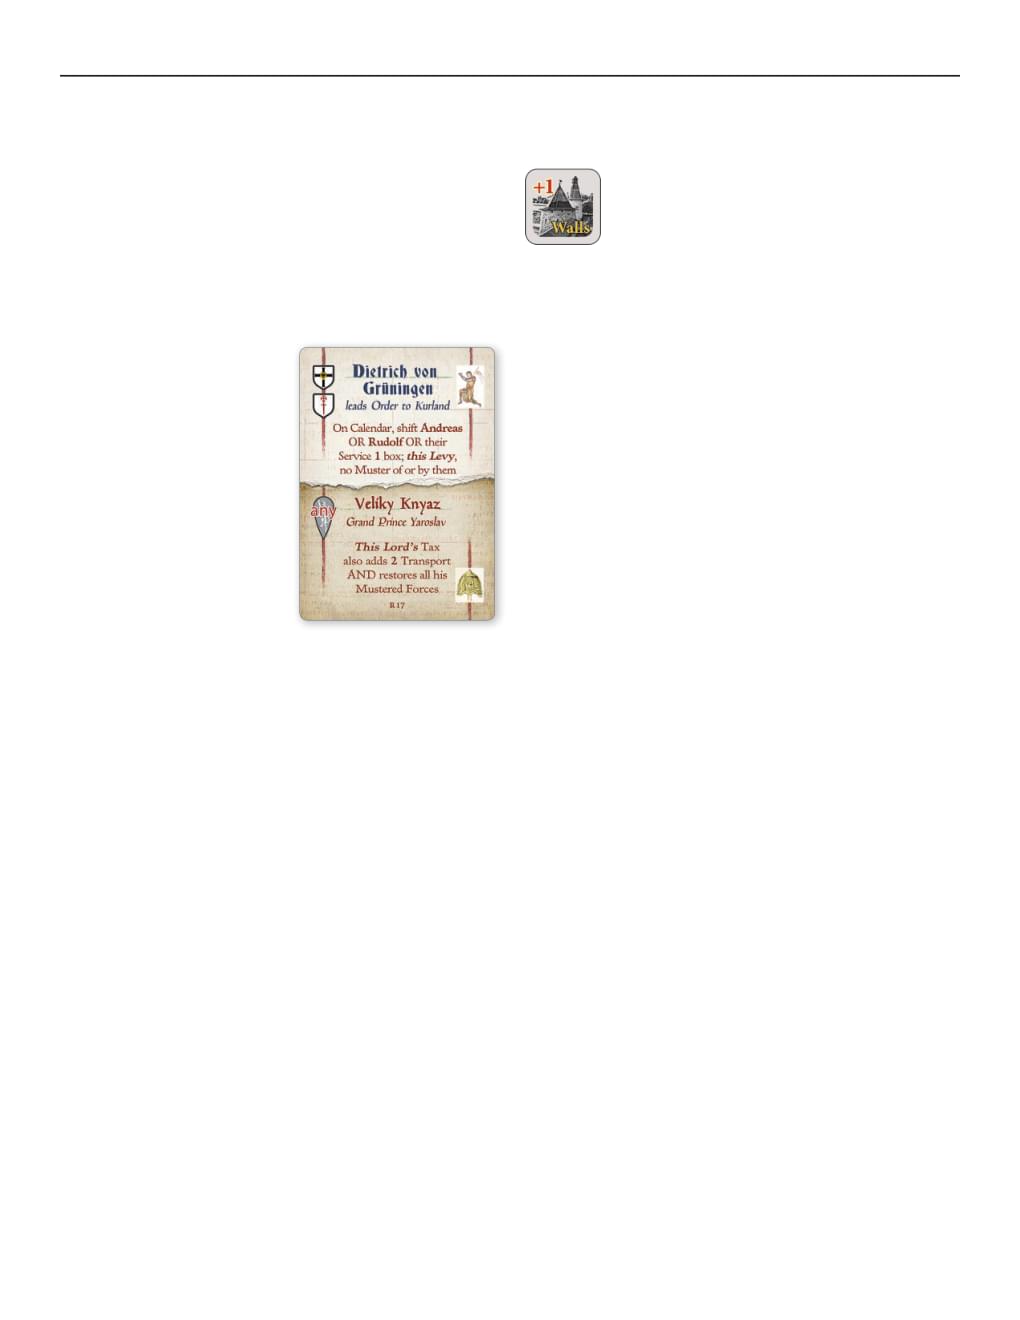 +1
Walls
Dietrich von
Grüningen
leads Order to Kurland
On Calendar, shift Andreas
OR Rudolf OR their
Service 1 box; this Levy,
no Muster of or by them
any
Velíky Knyaz
Grand Prince Yaroslav
This Lord's Tax
also adds 2 Transport
AND restores all his
Mustered Forces
R17